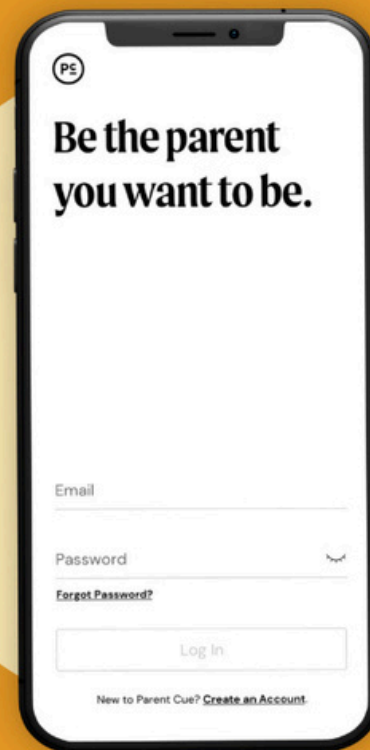 PC
Be the parent
you want to be.
Email
Password
Forgot Password?
Log In
New to Parent Cue? Create an Account.